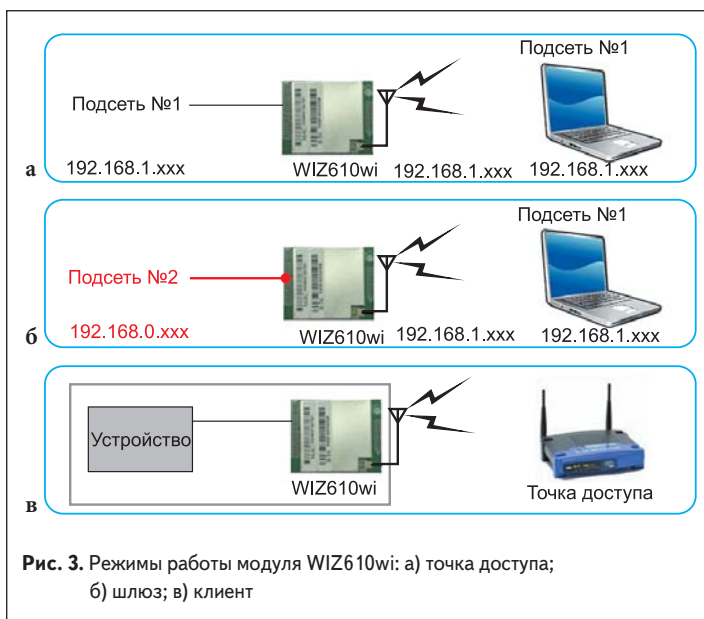 а
Подсеть №1
WIZ610wi
Подсеть №1
192.168.1.xxx
192.168.1.xxx
192.168.1.xxx
б
Подсеть №2
WIZ610wi
Подсеть №1
192.168.0.xxx
192.168.1.xxx
192.168.1.xxx
в
Устройство
WIZ610wi
Точка доступа
Рис. 3. Режимы работы модуля WIZ610wi: а) точка доступа;
б) шлюз; в) клиент